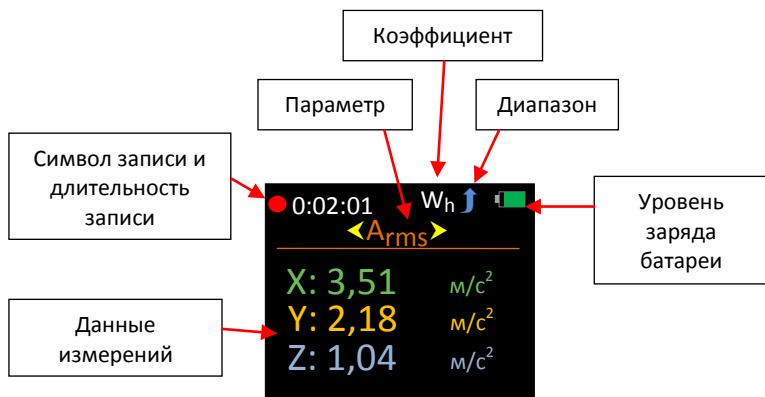 Коэффициент
Параметр
Диапазон
Символ записи и
длительность
записи
0:02:01 Wh
Arms
Уровень
заряда
батареи
X: 3,51 м/с²
Y: 2,18 м/с²
Z: 1,04 м/с²
Данные
измерений